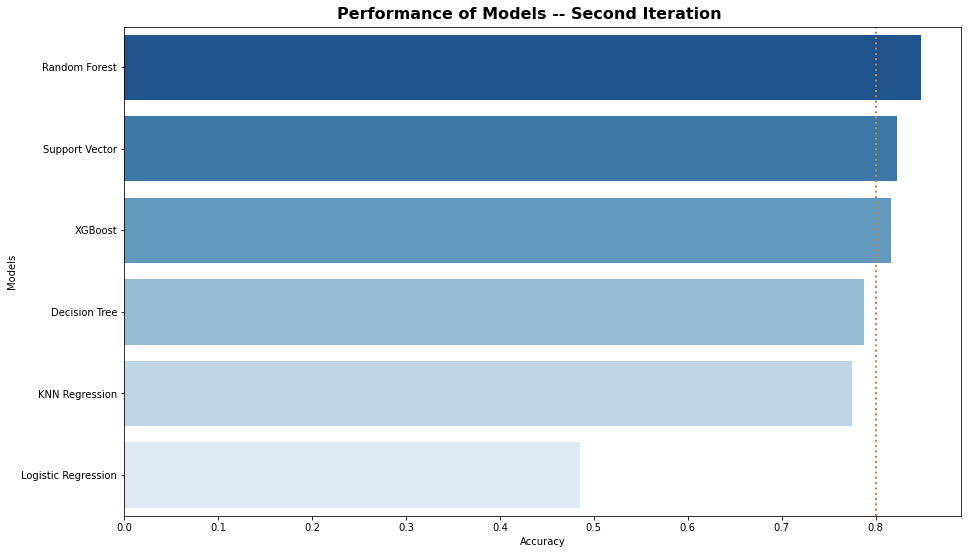 Performance of Models -- Second Iteration
Models
Random Forest
Support Vector
XGBoost
Decision Tree
KNN Regression
Logistic Regression
0.0 0.1 0.2 0.3 0.4 0.5 0.6 0.7 0.8
Accuracy